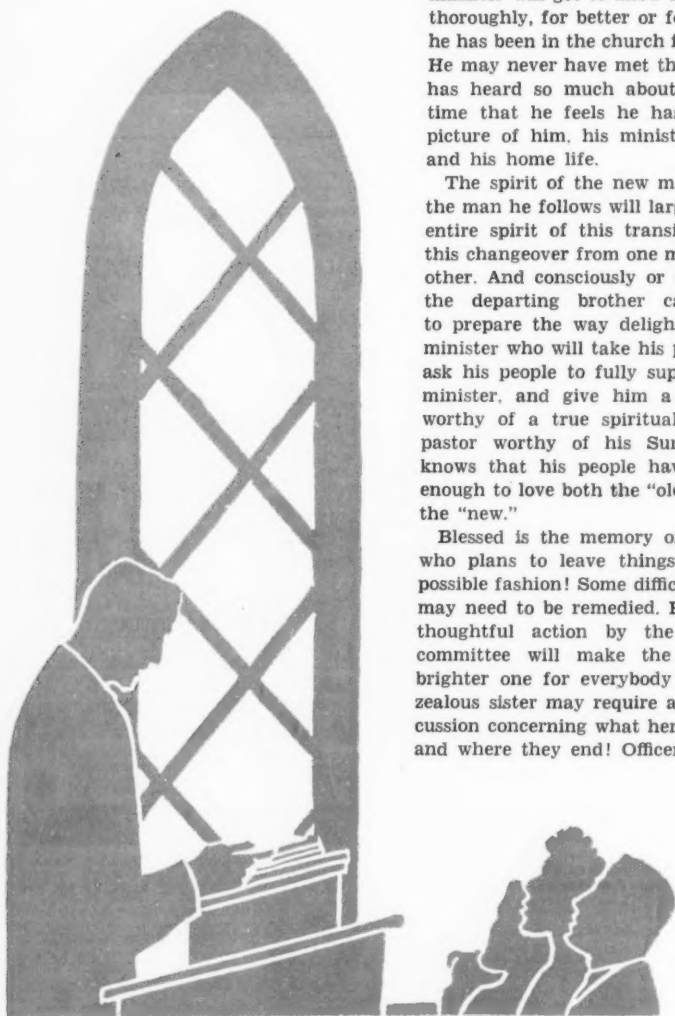 thoroughly, for better or fo
he has been in the church f
He may never have met th
has heard so much about
time that he feels he has
picture of him, his minist
and his home life.
The spirit of the new m
the man he follows will larg
entire spirit of this transi
this changeover from one m
other. And consciously or
the departing brother ca
to prepare the way deligh
minister who will take his p
ask his people to fully sup
minister, and give him a
worthy of a true spiritual
pastor worthy of his Sun
knows that his people hav
enough to love both the "ol
the "new."
Blessed is the memory o
who plans to leave things
possible fashion! Some diffic
may need to be remedied.
thoughtful action by the
committee will make the
brighter one for everybody
zealous sister may require a
cussion concerning what her
and where they end! Office